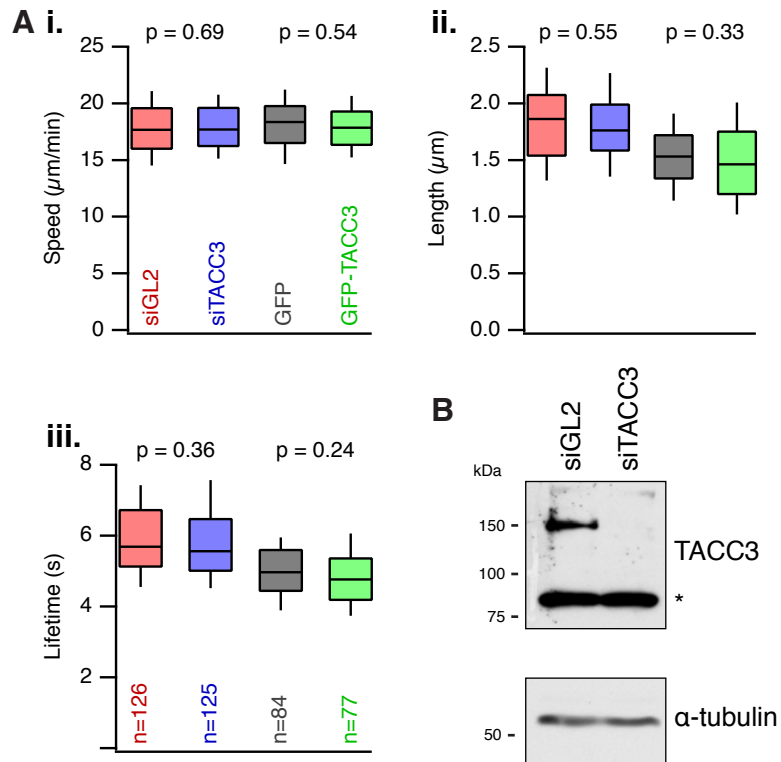 A i.
p = 0.69 p = 0.54
Speed (µm/min)
25
20
15
10
5
0
siGL2
siTACC3
GFP
GFP-TACC3
ii.
p = 0.55 p = 0.33
Length (µm)
2.5
2.0
1.5
1.0
0.5
0.0
iii.
p = 0.36 p = 0.24
Lifetime (s)
8
6
4
2
n=126
n=125
n=84
n=77
B
siGL2
siTACC3
kDa
150
100
75
TACC3
*
50
α-tubulin